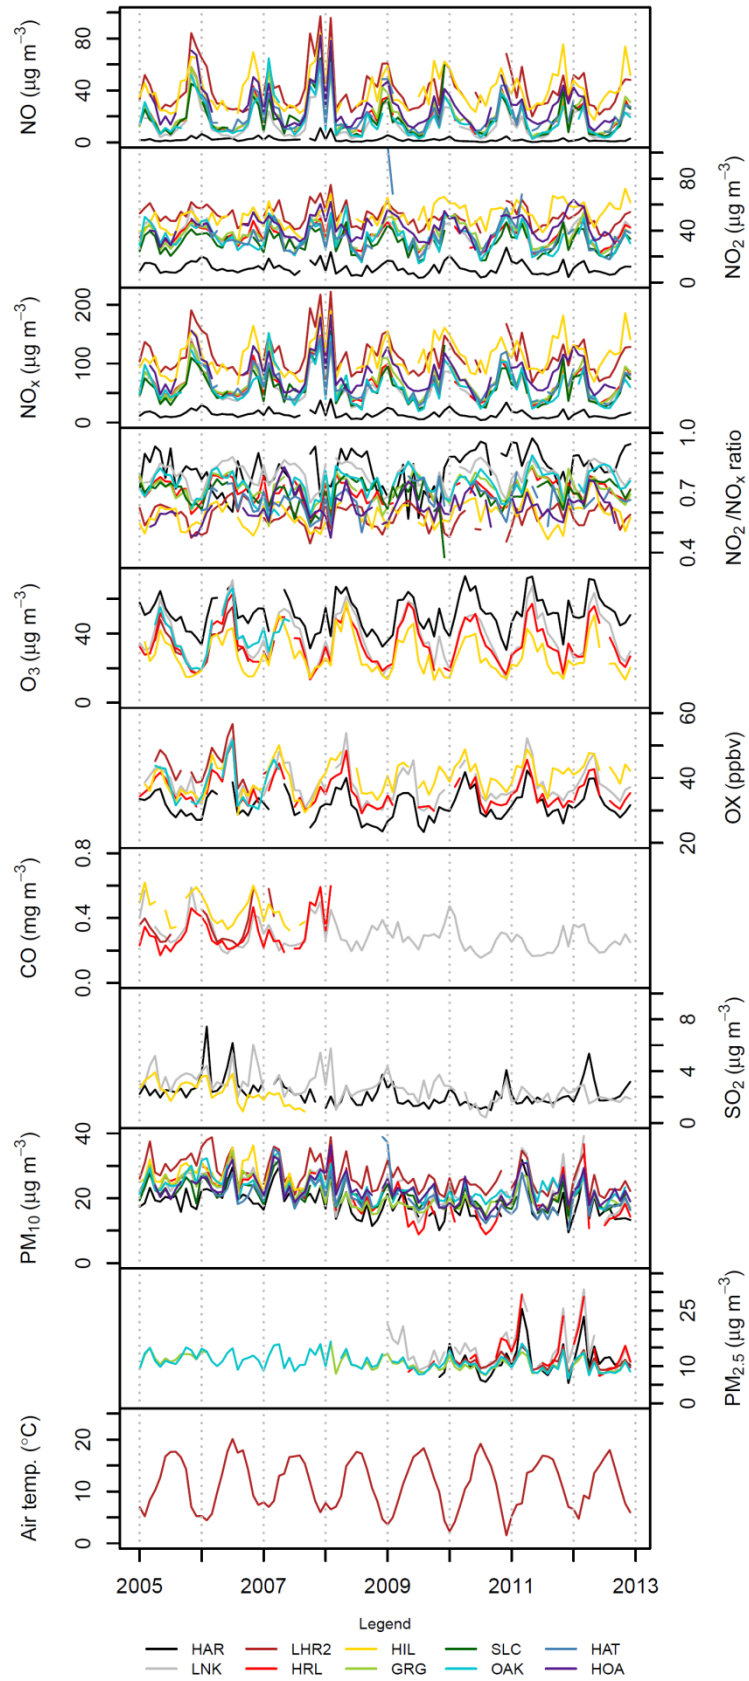 NO (µg m⁻³)
0 40 80
NO₂ (µg m⁻³)
0 40 80
NOₓ (µg m⁻³)
0 100 200
NO₂ /NOₓ ratio
0.4 0.7 1.0
O₃ (µg m⁻³)
0 40
OX (ppbv)
20 40 60
CO (mg m⁻³)
0.0 0.4 0.8
SO₂ (µg m⁻³)
0 4 8
PM₁₀ (µg m⁻³)
0 20 40
PM₂.₅ (µg m⁻³)
0 10 25
Air temp. (°C)
0 10 20
2005 2007 2009 2011 2013
Legend
HAR LHR2 HIL SLC HAT
LNK HRL GRG OAK HOA